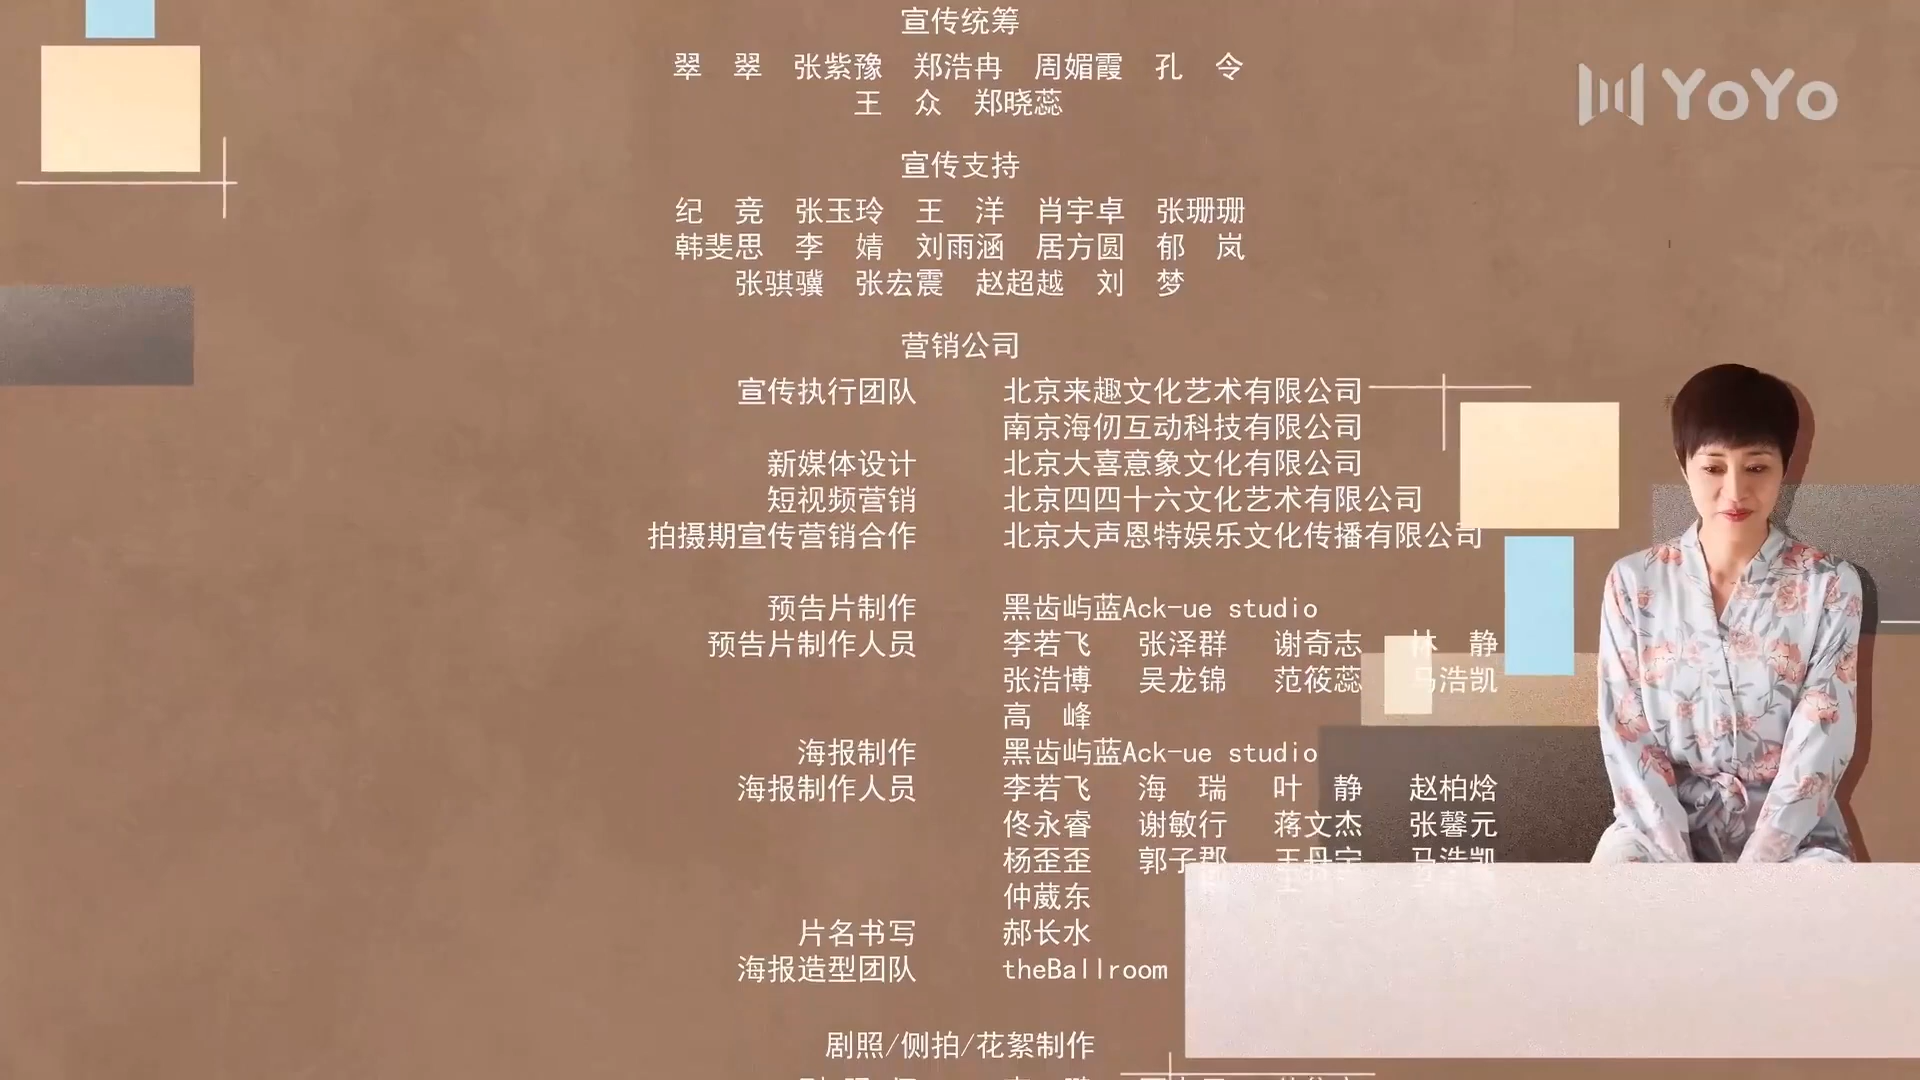 宣传统筹
翠　翠　张紫豫　郑浩冉　周媚霞　孔　令
王　众　郑晓蕊
YoYo
宣传支持
纪　竞　张玉玲　王　洋　肖宇卓　张珊珊
韩斐思　李　婧　刘雨涵　居方圆　郁　岚
张骐骥　张宏震　赵超越　刘　梦
营销公司
宣传执行团队　北京来趣文化艺术有限公司
南京海仞互动科技有限公司
新媒体设计　北京大喜意象文化有限公司
短视频营销　北京四四十六文化艺术有限公司
拍摄期宣传营销合作　北京大声恩特娱乐文化传播有限公司
预告片制作　黑齿屿蓝Ack-ue studio
预告片制作人员　李若飞　张泽群　谢奇志　林　静
张浩博　吴龙锦　范筱蕊　马浩凯
高　峰
海报制作　黑齿屿蓝Ack-ue studio
海报制作人员　李若飞　海　瑞　叶　静　赵柏焓
佟永睿　谢敏行　蒋文杰　张馨元
杨歪歪　郭子郡　王丹宁　马浩凯
仲葳东
片名书写　郝长水
海报造型团队　theBallroom
剧照/侧拍/花絮制作